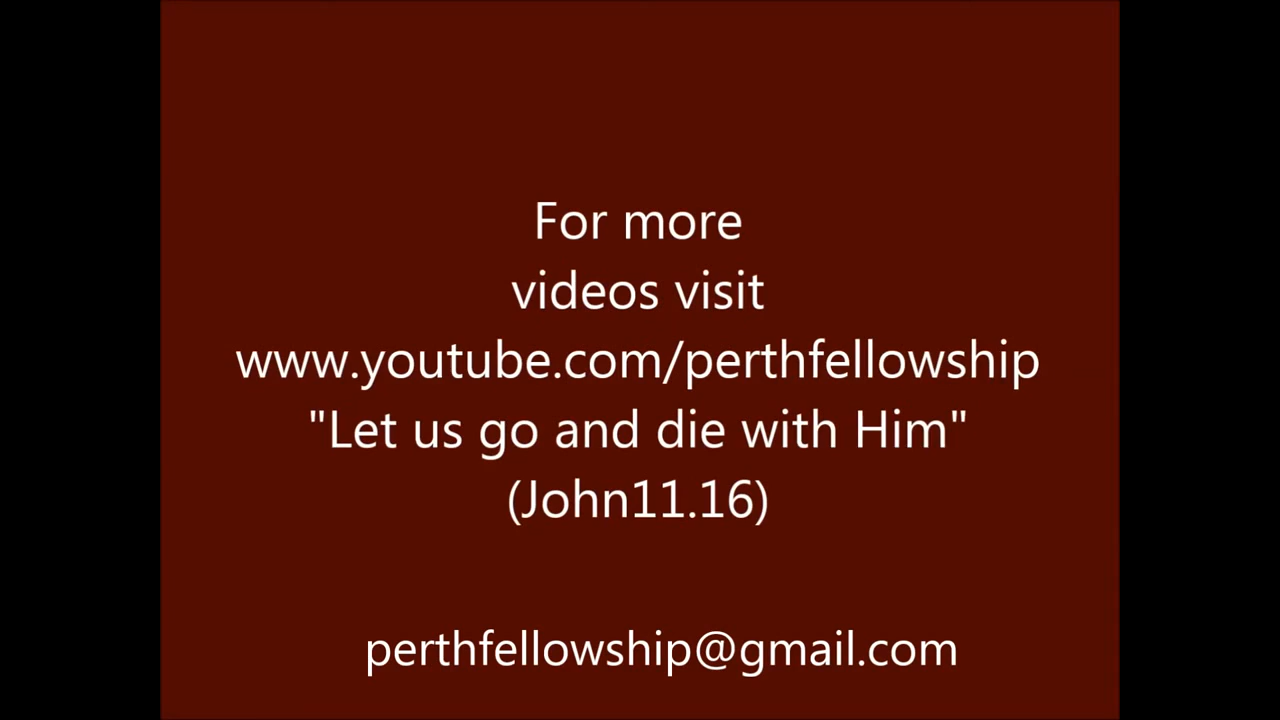 For more
videos visit
www.youtube.com/perthfellowship
"Let us go and die with Him"
(John11.16)
perthfellowship@gmail.com